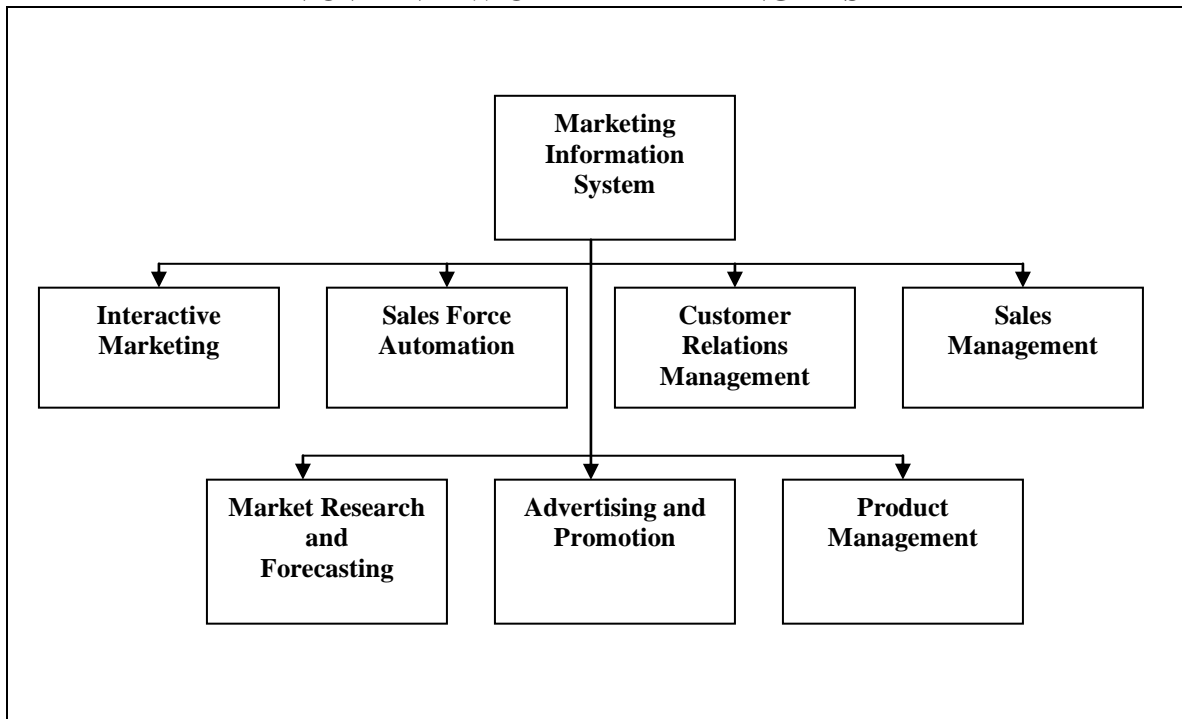 Marketing
Information
System
Interactive
Marketing
Sales Force
Automation
Customer
Relations
Management
Sales
Management
Market Research
and
Forecasting
Advertising and
Promotion
Product
Management